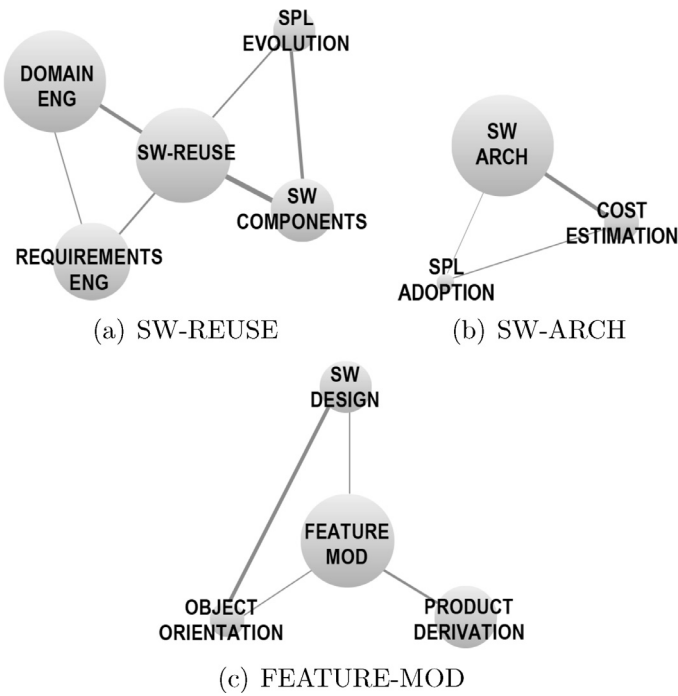 SPL
EVOLUTION
DOMAIN
ENG
SW-REUSE
SW
COMPONENTS
REQUIREMENTS
ENG
(a) SW-REUSE
SW
ARCH
COST
ESTIMATION
SPL
ADOPTION
(b) SW-ARCH
SW
DESIGN
FEATURE
MOD
OBJECT
ORIENTATION
PRODUCT
DERIVATION
(c) FEATURE-MOD